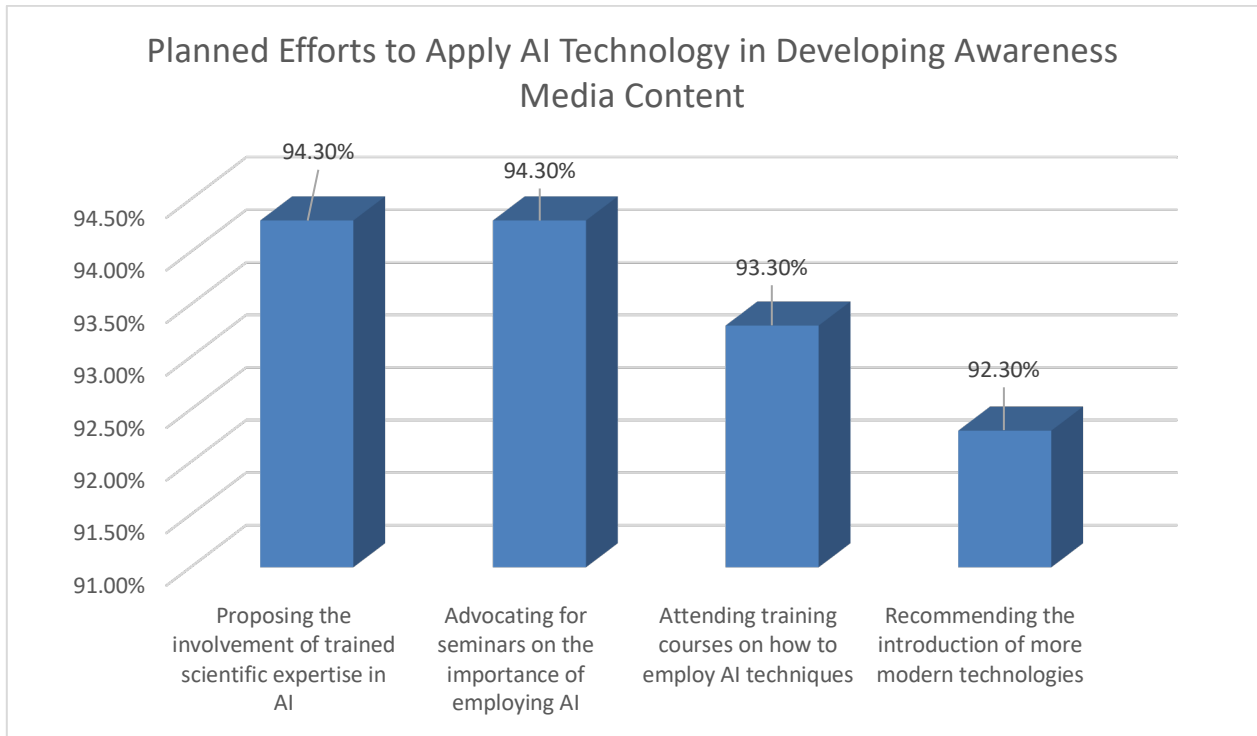 Planned Efforts to Apply AI Technology in Developing Awareness
Media Content
94.30%
94.30%
93.30%
92.30%
94.50%
94.00%
93.50%
93.00%
92.50%
92.00%
91.50%
91.00%
Proposing the
involvement of trained
scientific expertise in
AI
Advocating for
seminars on the
importance of
employing AI
Attending training
courses on how to
employ AI techniques
Recommending the
introduction of more
modern technologies